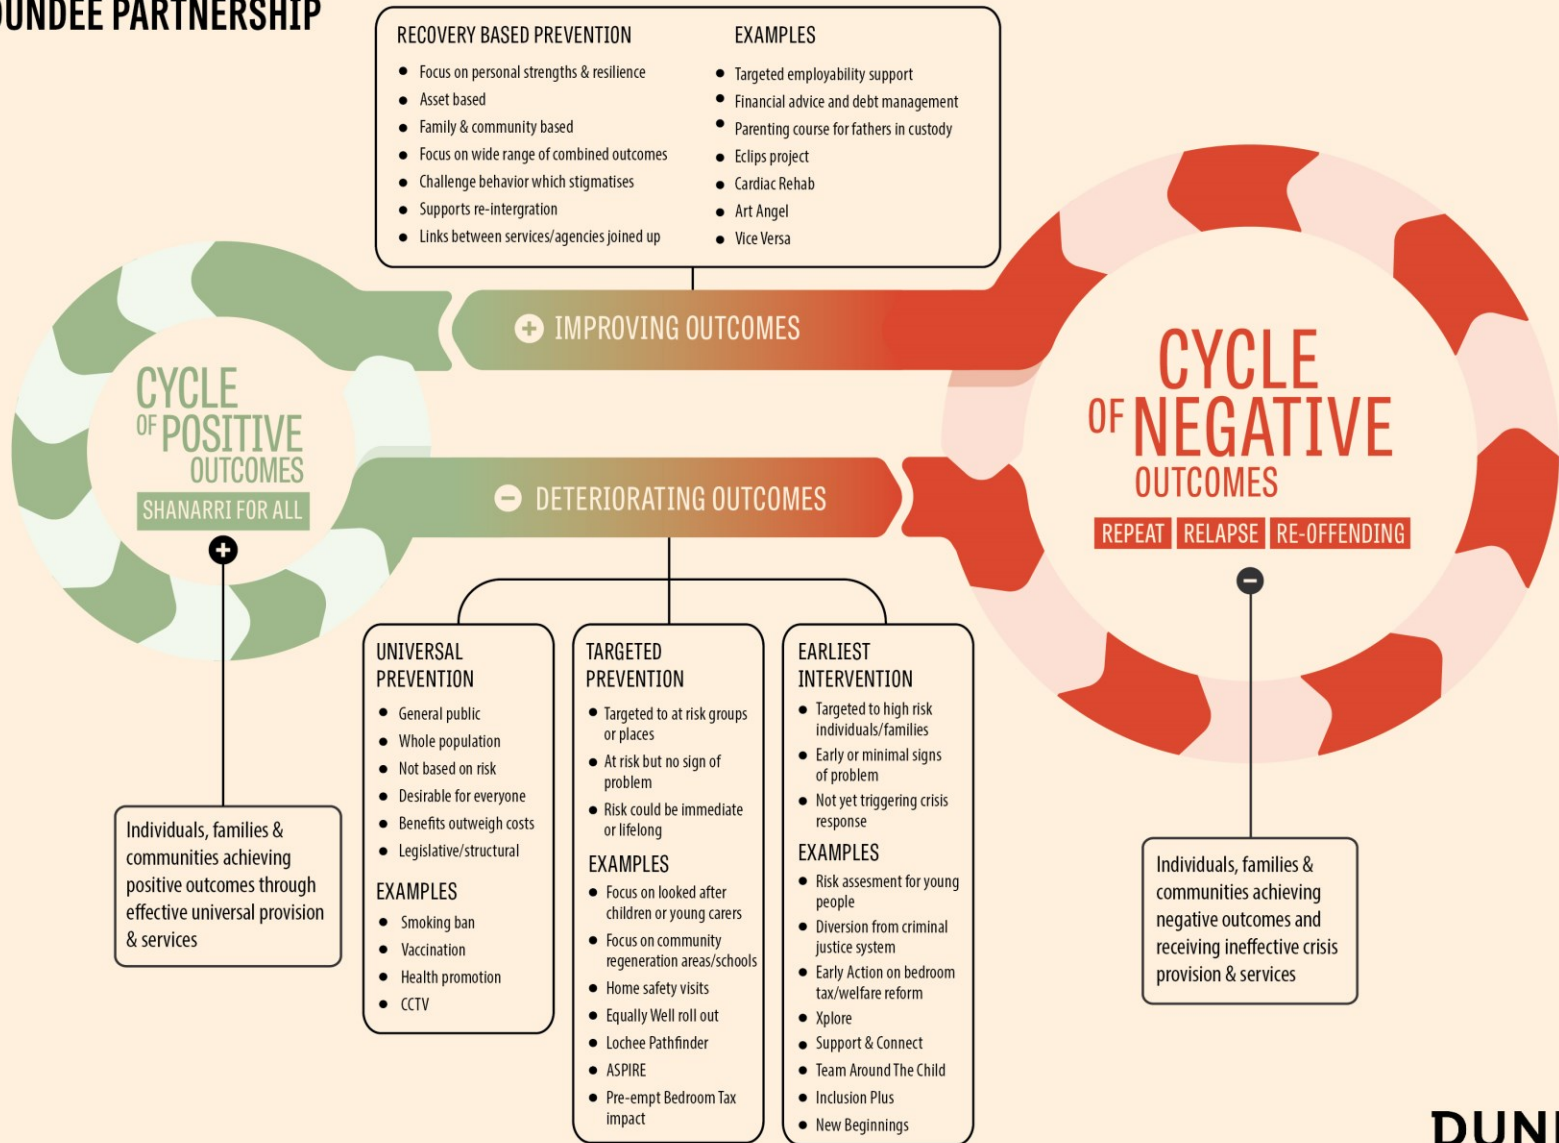 DUNDEE PARTNERSHIP
RECOVERY BASED PREVENTION
Focus on personal strengths & resilience
Asset based
Family & community based
Focus on wide range of combined outcomes
Challenge behavior which stigmatises
Supports re-intergration
Links between services/agencies joined up
EXAMPLES
Targeted employability support
Financial advice and debt management
Parenting course for fathers in custody
Eclips project
Cardiac Rehab
Art Angel
Vice Versa
+ IMPROVING OUTCOMES
CYCLE
OF POSITIVE
OUTCOMES
SHANARRI FOR ALL
+
− DETERIORATING OUTCOMES
CYCLE
OF NEGATIVE
OUTCOMES
REPEAT RELAPSE RE-OFFENDING
−
Individuals, families &
communities achieving
positive outcomes through
effective universal provision
& services
UNIVERSAL
PREVENTION
General public
Whole population
Not based on risk
Desirable for everyone
Benefits outweigh costs
Legislative/structural
EXAMPLES
Smoking ban
Vaccination
Health promotion
CCTV
TARGETED
PREVENTION
Targeted to at risk groups
or places
At risk but no sign of
problem
Risk could be immediate
or lifelong
EXAMPLES
Focus on looked after
children or young carers
Focus on community
regeneration areas/schools
Home safety visits
Equally Well roll out
Lochee Pathfinder
ASPIRE
Pre-empt Bedroom Tax
impact
EARLIEST
INTERVENTION
Targeted to high risk
individuals/families
Early or minimal signs
of problem
Not yet triggering crisis
response
EXAMPLES
Risk assesment for young
people
Diversion from criminal
justice system
Early Action on bedroom
tax/welfare reform
Xplore
Support & Connect
Team Around The Child
Inclusion Plus
New Beginnings
Individuals, families &
communities achieving
negative outcomes and
receiving ineffective crisis
provision & services